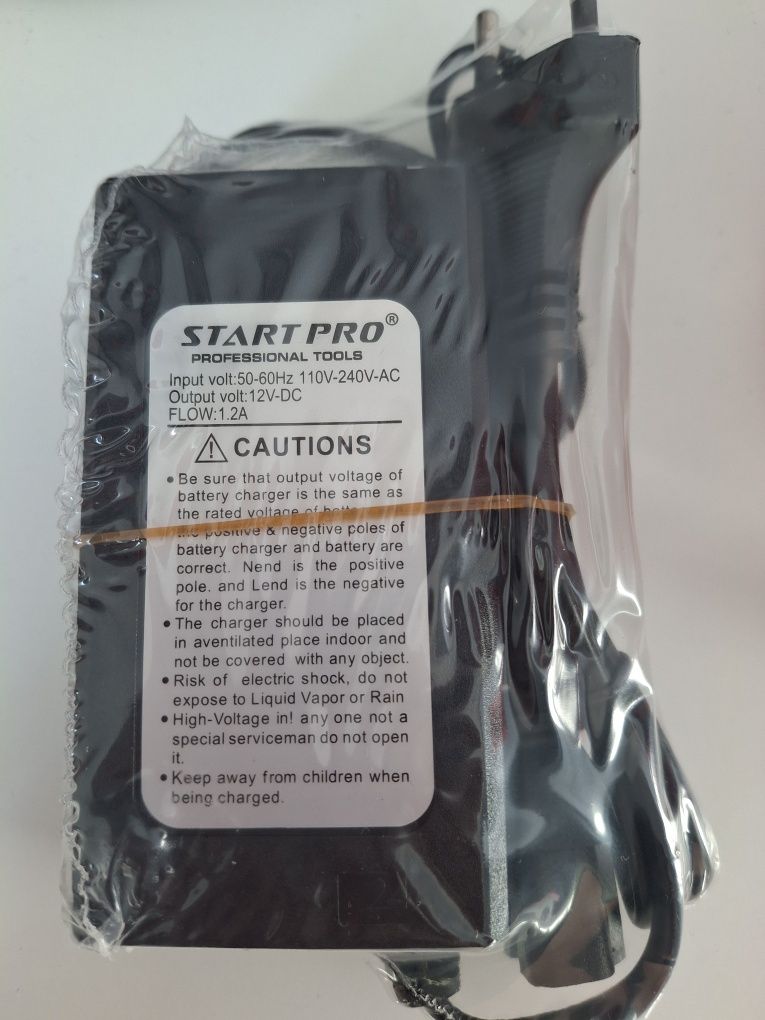 START PRO®
PROFESSIONAL TOOLS
Input volt:50-60Hz 110V-240V-AC
Output volt:12V-DC
FLOW:1.2A
⚠ CAUTIONS
• Be sure that output voltage of
battery charger is the same as
the rated voltage of
positive & negative poles of
battery charger and battery are
correct. Nend is the positive
pole. and Lend is the negative
for the charger.
• The charger should be placed
in aventilated place indoor and
not be covered with any object.
• Risk of electric shock, do not
expose to Liquid Vapor or Rain
• High-Voltage in! any one not a
special serviceman do not open
it.
• Keep away from children when
being charged.